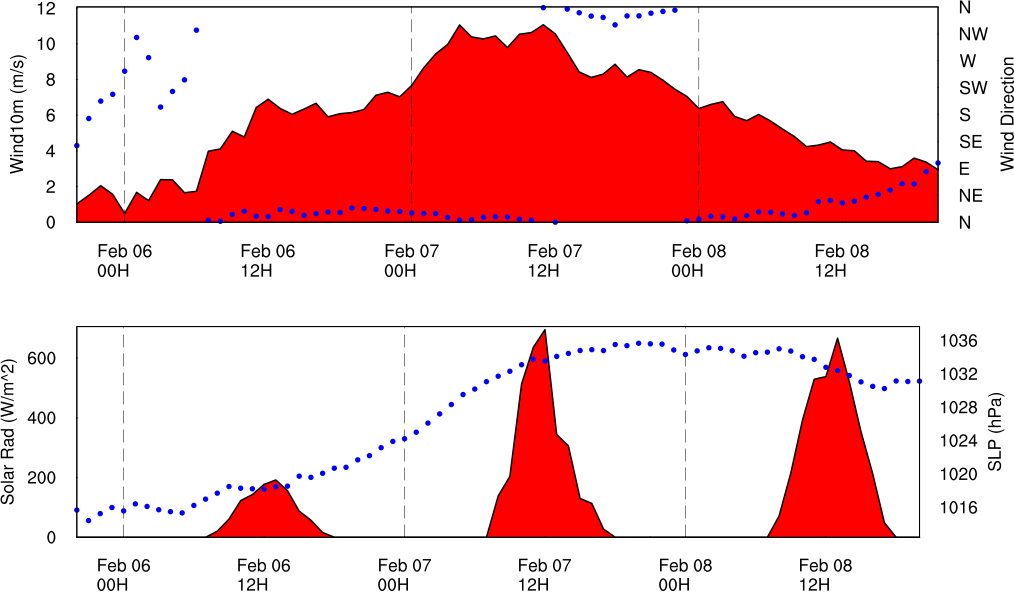 Wind10m (m/s)
12
10
8
6
4
2
0
N
NW
W
SW
S
SE
E
NE
N
Wind Direction
Feb 06
00H
Feb 06
12H
Feb 07
00H
Feb 07
12H
Feb 08
00H
Feb 08
12H
Solar Rad (W/m^2)
600
400
200
0
1036
1032
1028
1024
1020
1016
SLP (hPa)
Feb 06
00H
Feb 06
12H
Feb 07
00H
Feb 07
12H
Feb 08
00H
Feb 08
12H